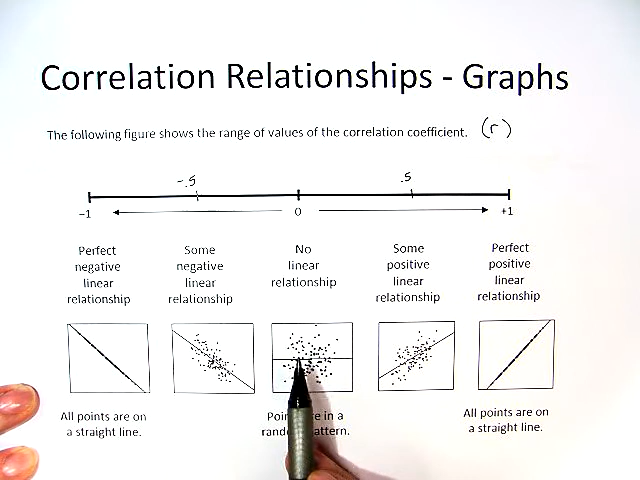 Correlation Relationships - Graphs
The following figure shows the range of values of the correlation coefficient. (r)
-.5 .5
−1 0 +1
Perfect negative linear relationship
Some negative linear relationship
No linear relationship
Some positive linear relationship
Perfect positive linear relationship
All points are on
a straight line.
in a
All points are on
a straight line.